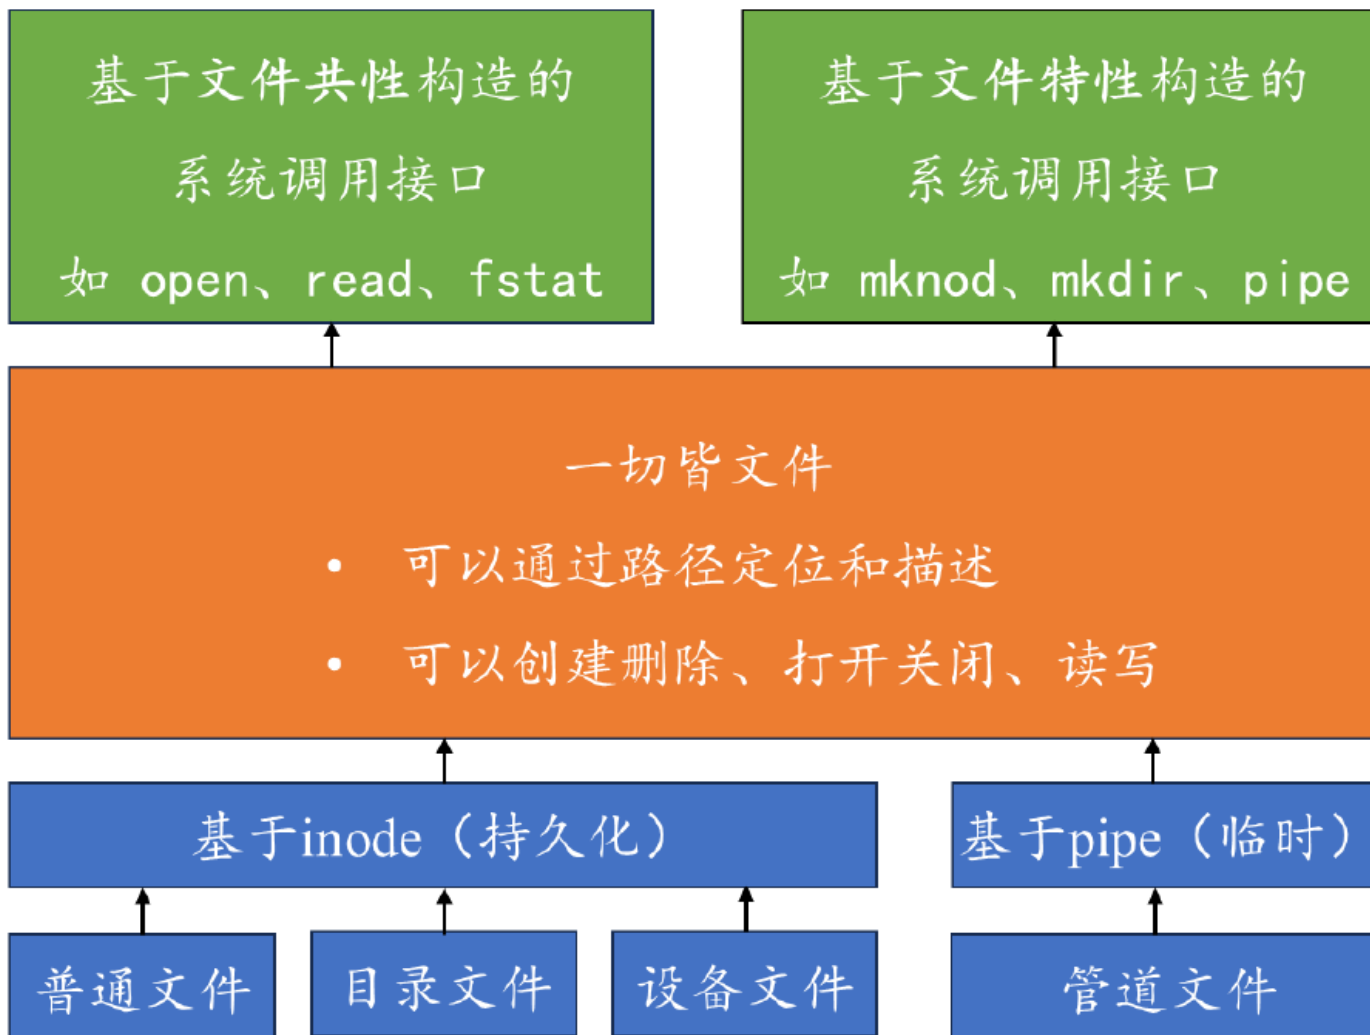 基于文件共性构造的
系统调用接口
如 open、read、fstat
基于文件特性构造的
系统调用接口
如 mknod、mkdir、pipe
一切皆文件
• 可以通过路径定位和描述
• 可以创建删除、打开关闭、读写
基于inode（持久化）
基于pipe（临时）
普通文件
目录文件
设备文件
管道文件